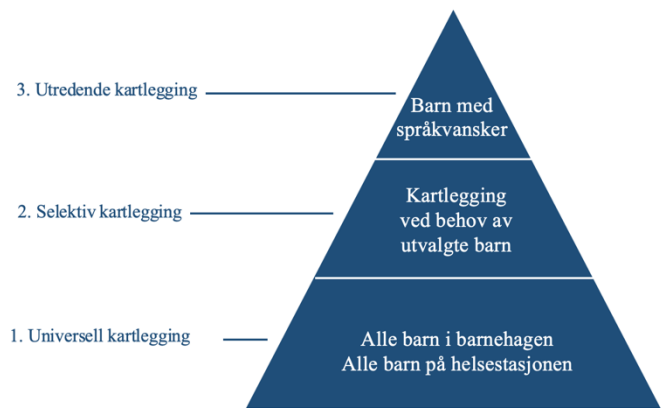 3. Utredende kartlegging
Barn med
språkvansker
2. Selektiv kartlegging
Kartlegging
ved behov av
utvalgte barn
1. Universell kartlegging
Alle barn i barnehagen
Alle barn på helsestasjonen